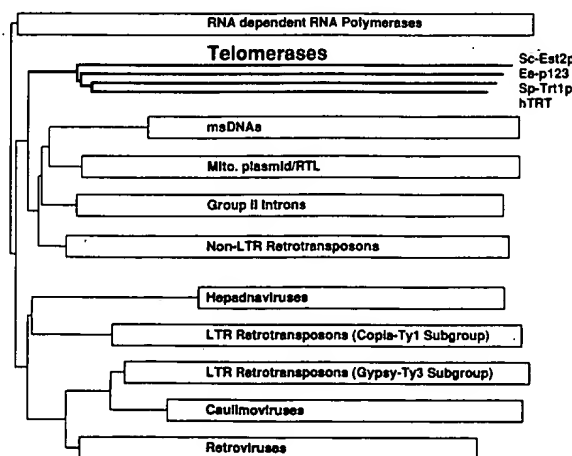 RNA dependent RNA Polymerases
Telomerases
Sc-Est2p
Ea-p123
Sp-Trt1p
hTRT
msDNAs
Mito. plasmid/RTL
Group II Introns
Non-LTR Retrotransposons
Hepadnaviruses
LTR Retrotransposons (Copia-Ty1 Subgroup)
LTR Retrotransposons (Gypsy-Ty3 Subgroup)
Caulimoviruses
Retroviruses